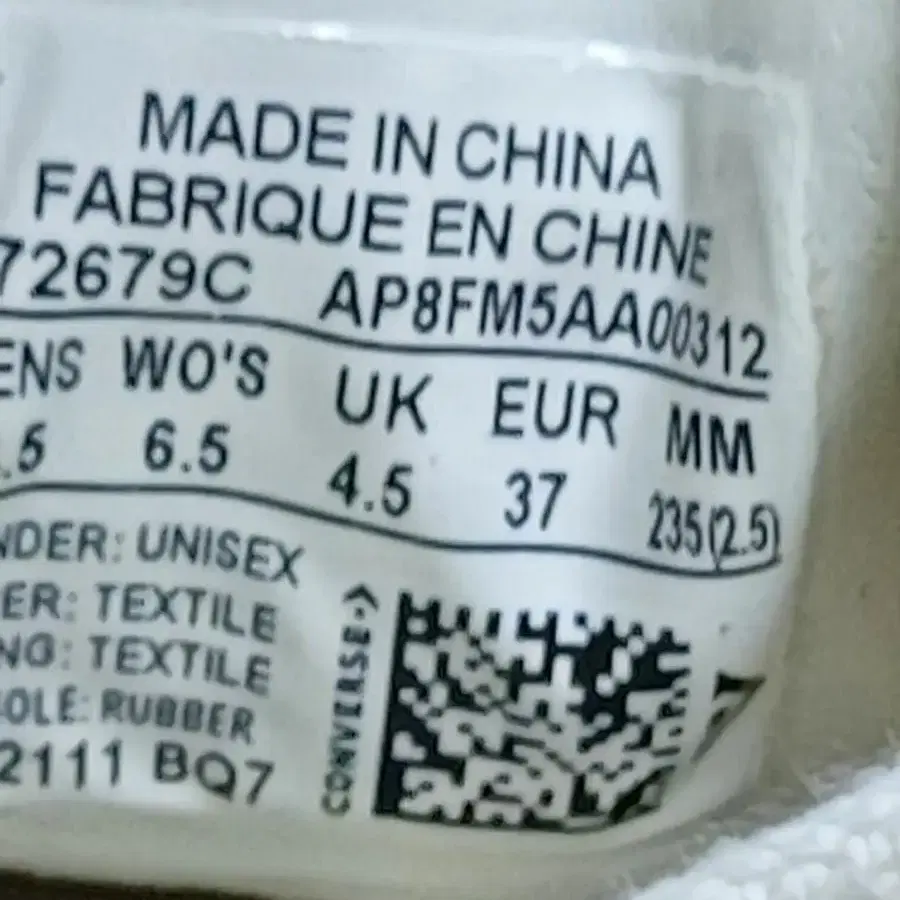 MADE IN CHINA
FABRIQUE EN CHINE
72679C AP8FM5AA00312
ENS WO'S UK EUR MM
.5 6.5 4.5 37 235(2.5)
NDER: UNISEX
ER: TEXTILE
NG: TEXTILE
OLE: RUBBER
2111 BQ7
CONVERSE